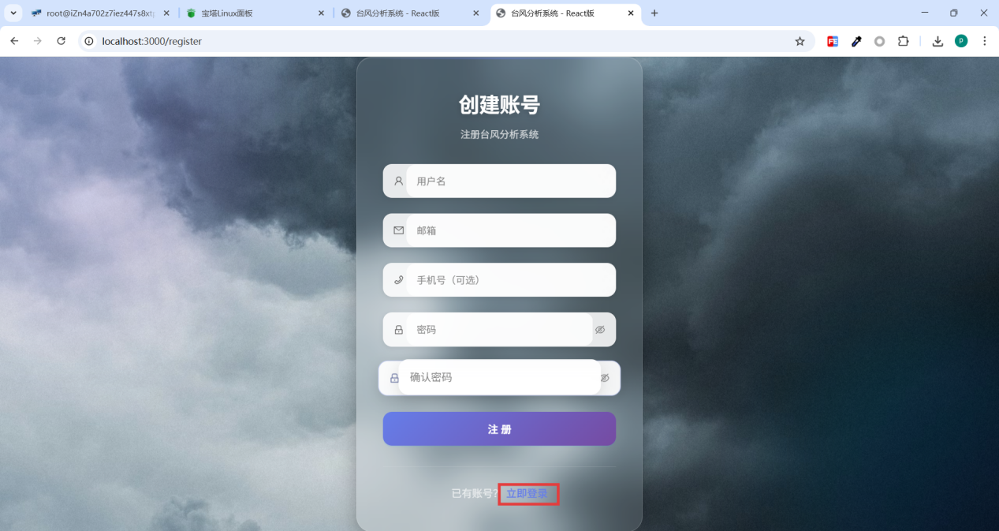 root@iZn4a702z7iez447s8xtp
宝塔Linux面板
台风分析系统 - React版
台风分析系统 - React版
localhost:3000/register
FE
P
创建账号
注册台风分析系统
用户名
邮箱
手机号（可选）
密码
确认密码
注 册
已有账号？ 立即登录